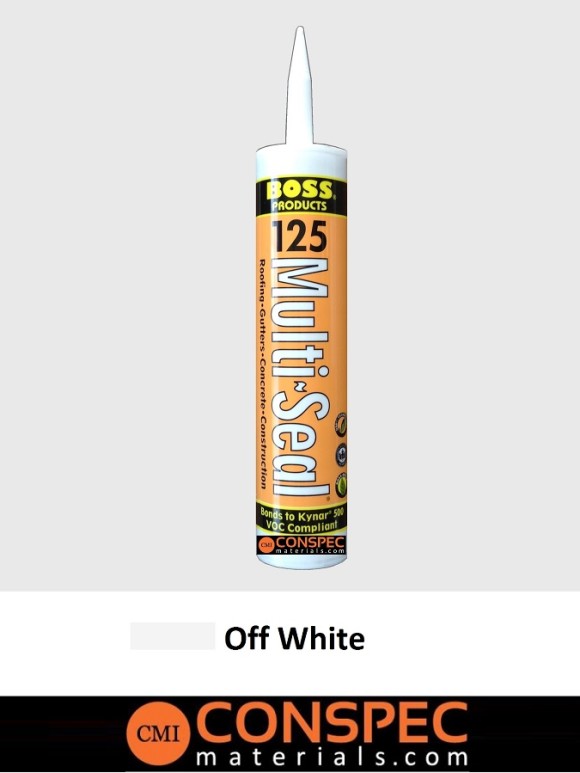 BOSS®
PRODUCTS
125
Multi~Seal®
Roofing•Gutters•Concrete•Construction
Bonds to Kynar® 500
VOC Compliant
CMI CONSPEC
materials.com
Off White
CMI CONSPEC
materials.com